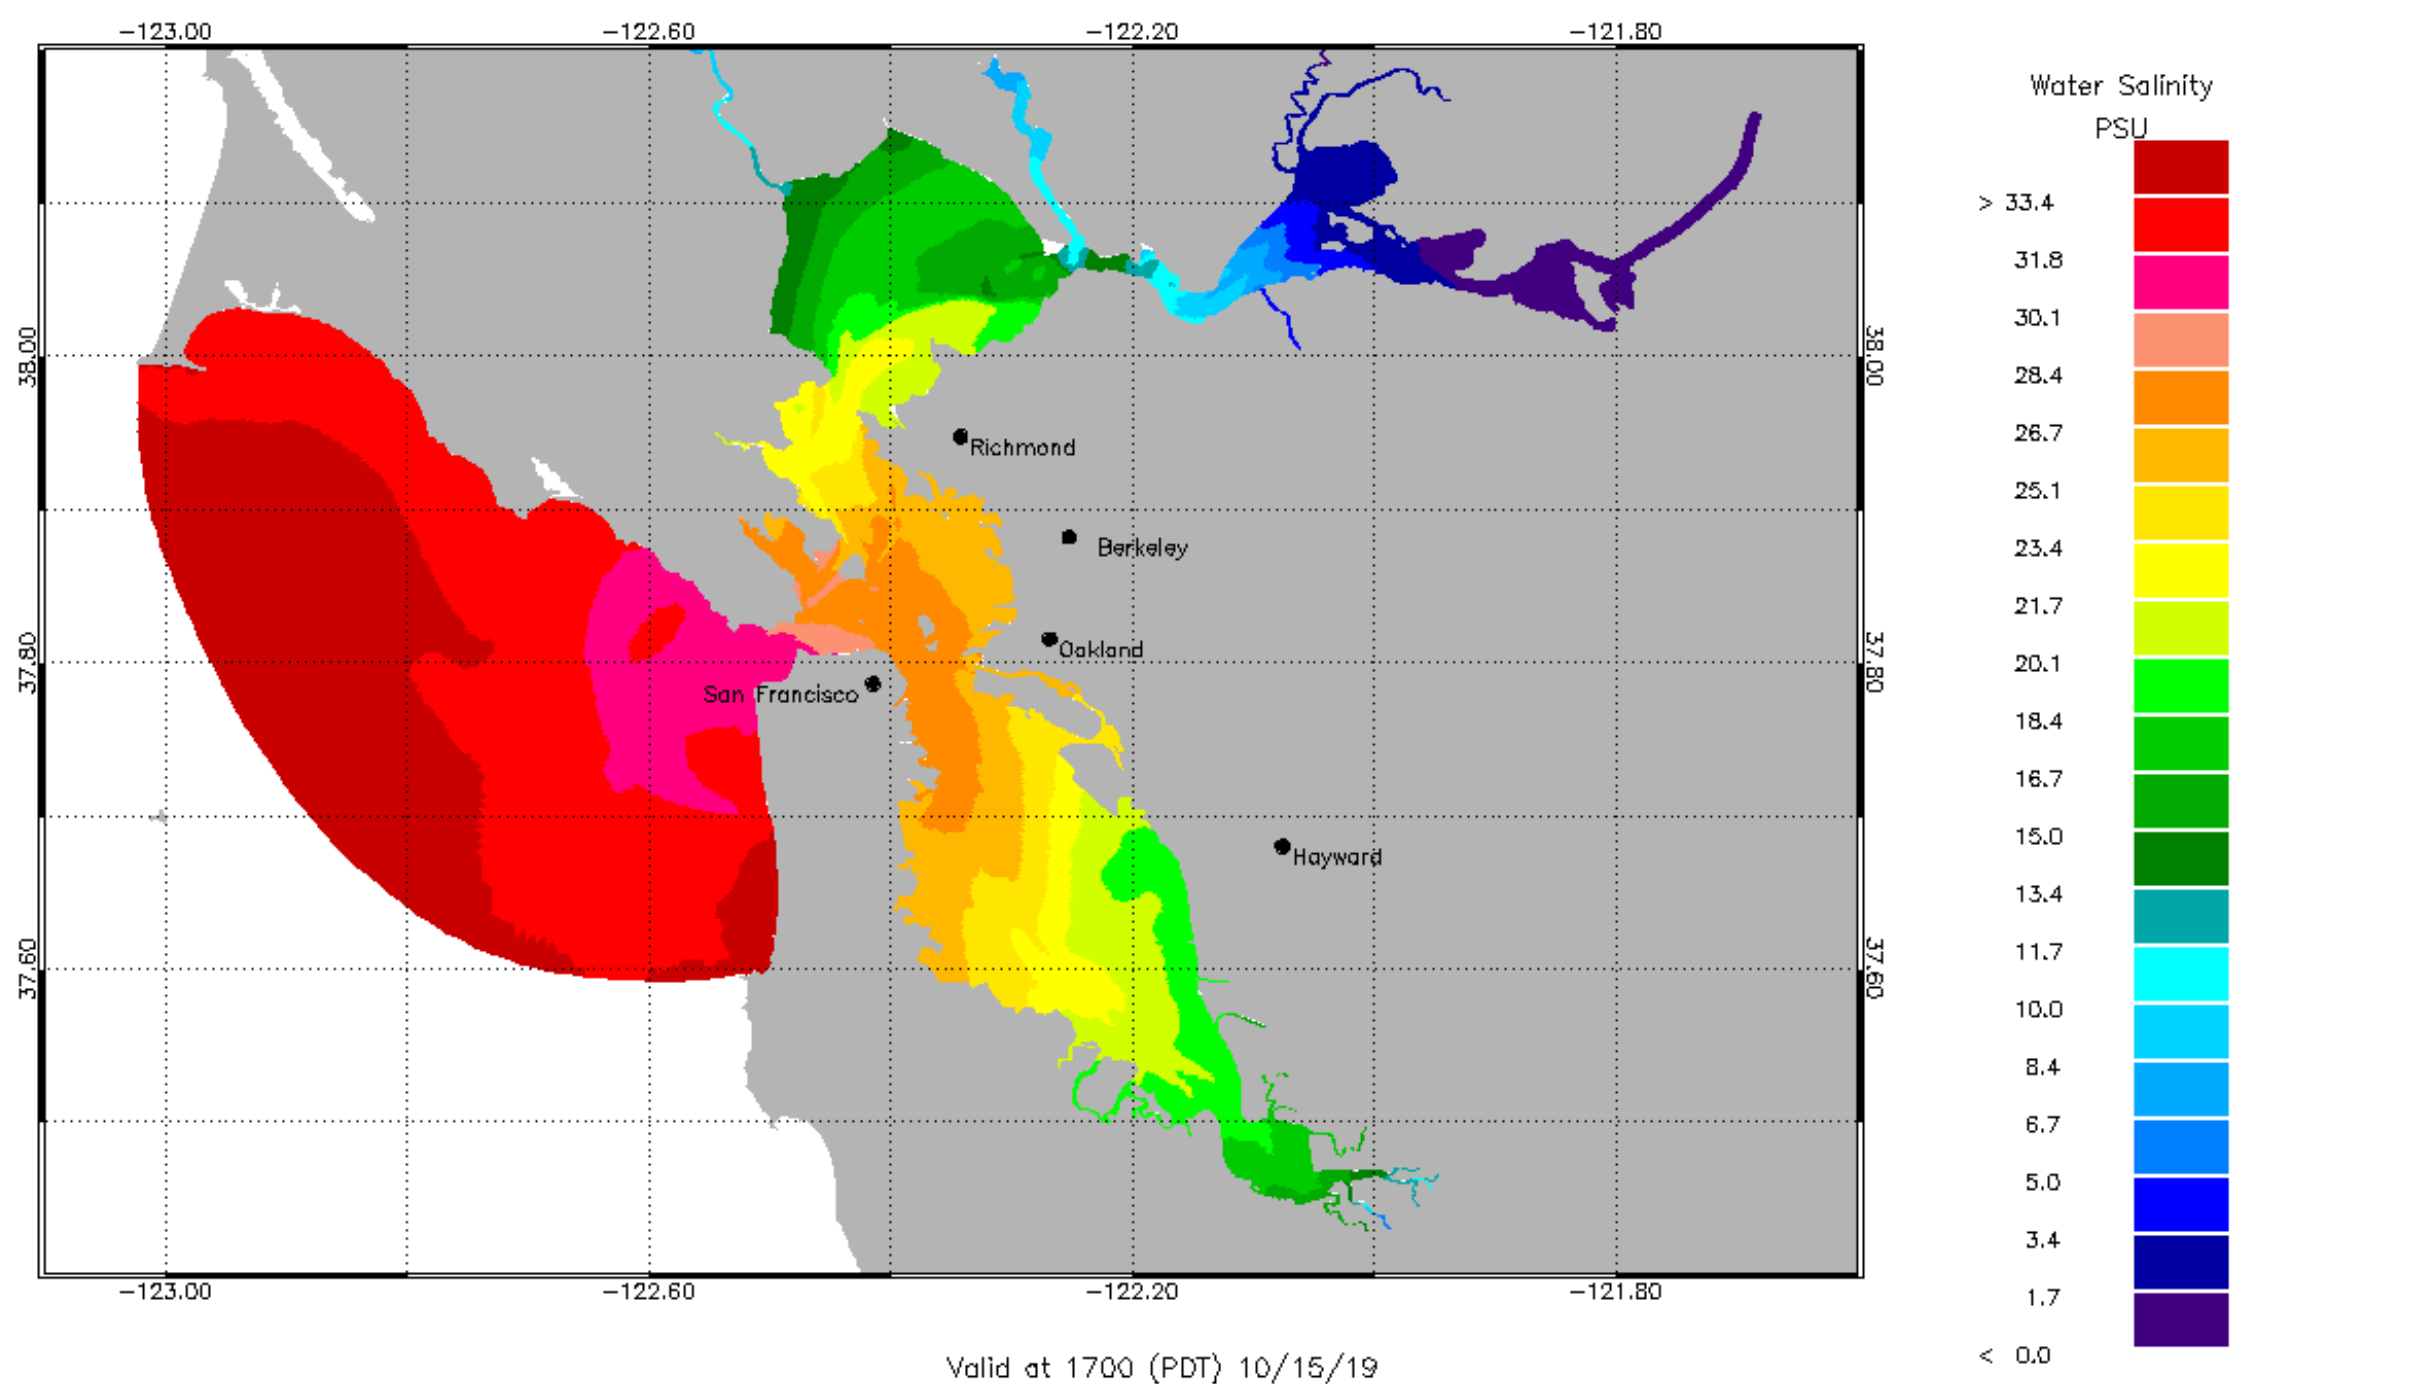 -123.00 -122.60 -122.20 -121.80
Water Salinity
PSU
> 33.4
31.8
30.1
28.4
26.7
25.1
23.4
21.7
20.1
18.4
16.7
15.0
13.4
11.7
10.0
8.4
6.7
5.0
3.4
1.7
< 0.0
38.00 38.00
37.80 37.80
37.60 37.60
Richmond
Berkeley
Oakland
San Francisco
Hayward
-123.00 -122.60 -122.20 -121.80
Valid at 1700 (PDT) 10/15/19